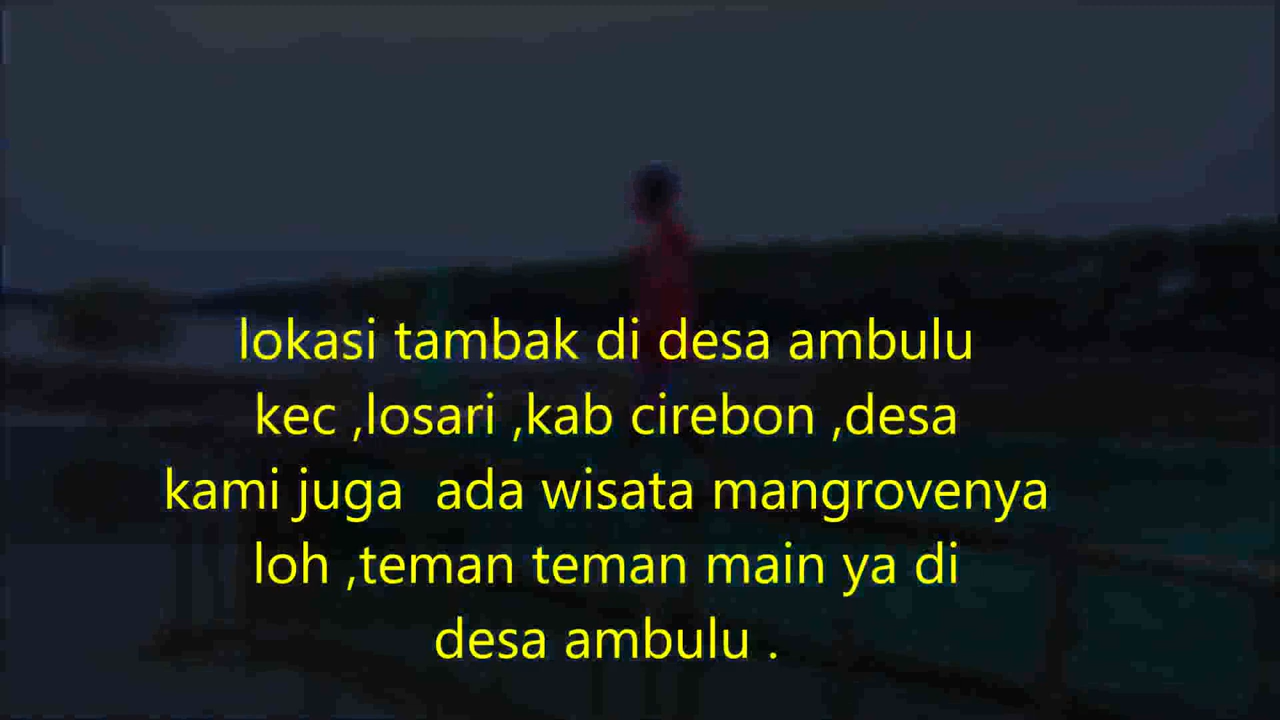 lokasi tambak di desa ambulu
kec ,losari ,kab cirebon ,desa
kami juga  ada wisata mangrovenya
loh ,teman teman main ya di
desa ambulu .